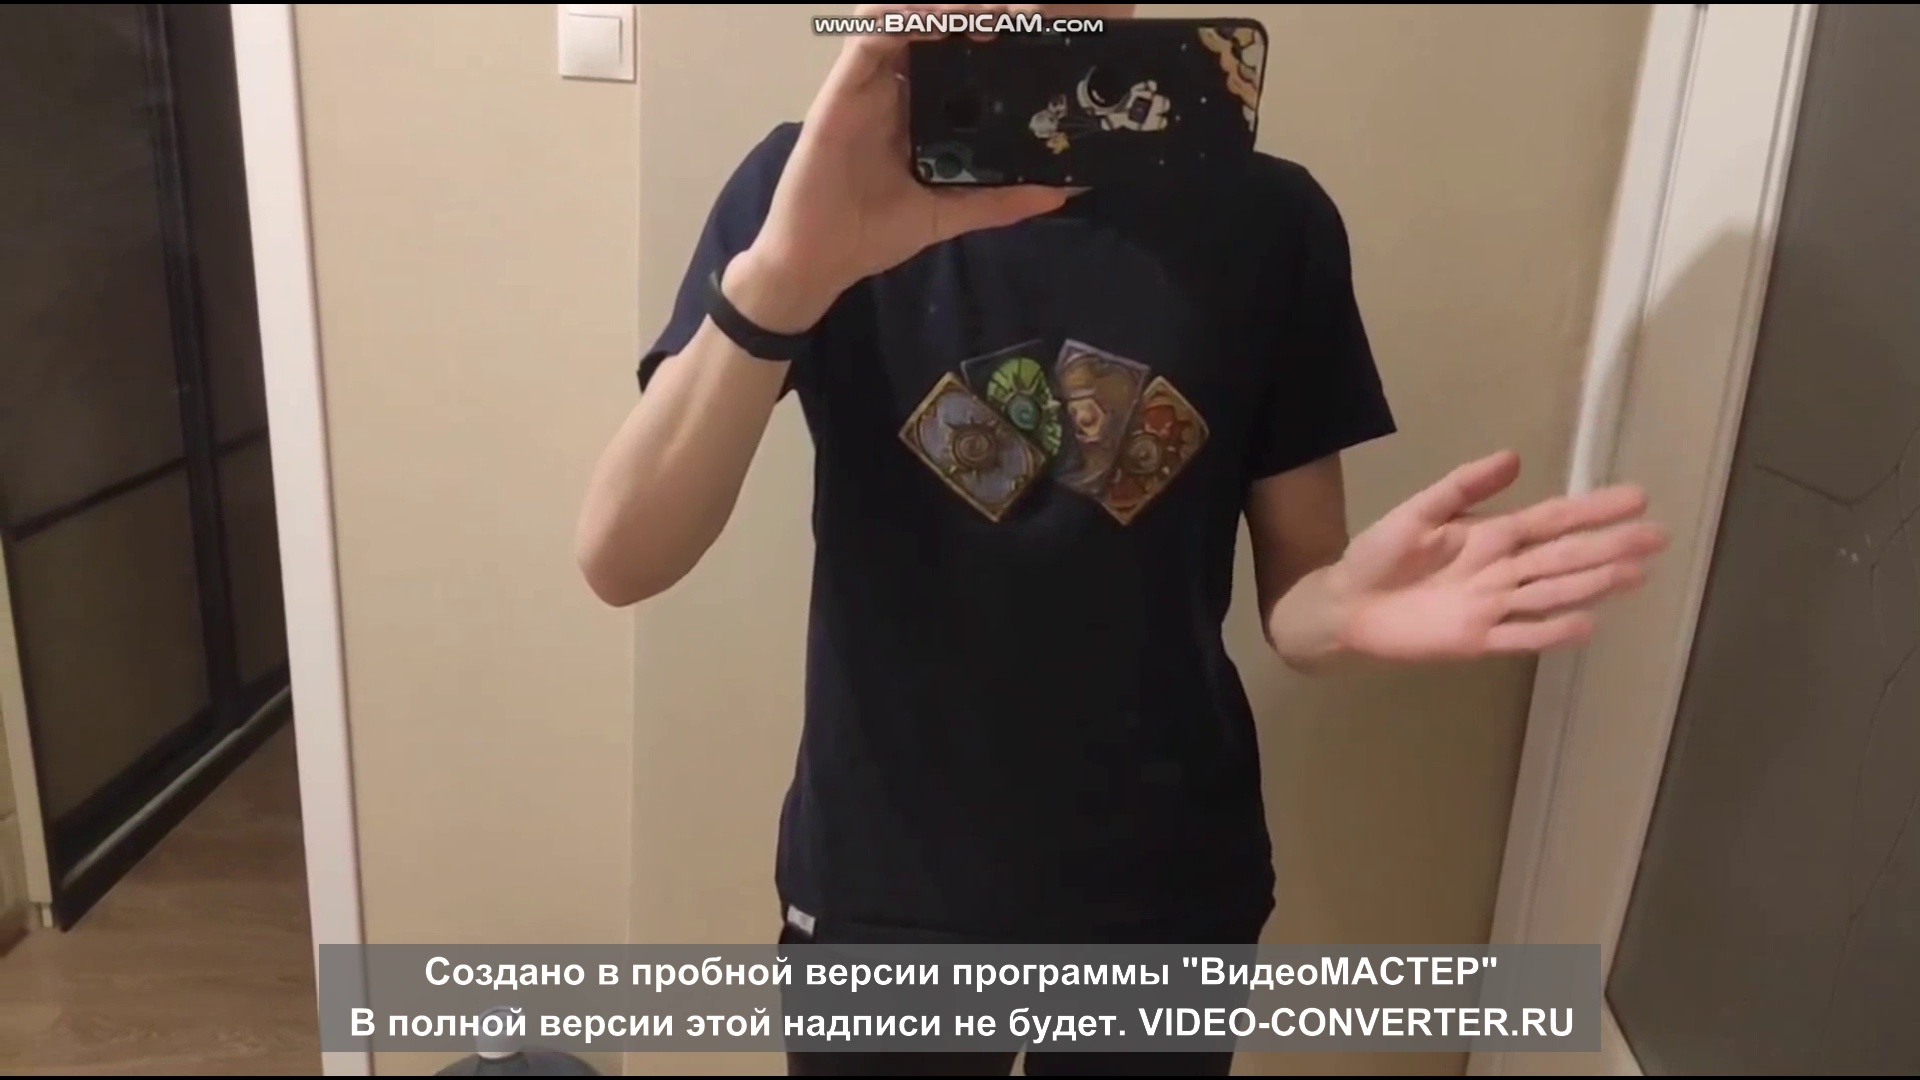 www.BANDICAM.com
Создано в пробной версии программы "ВидеоМАСТЕР"
В полной версии этой надписи не будет. VIDEO-CONVERTER.RU